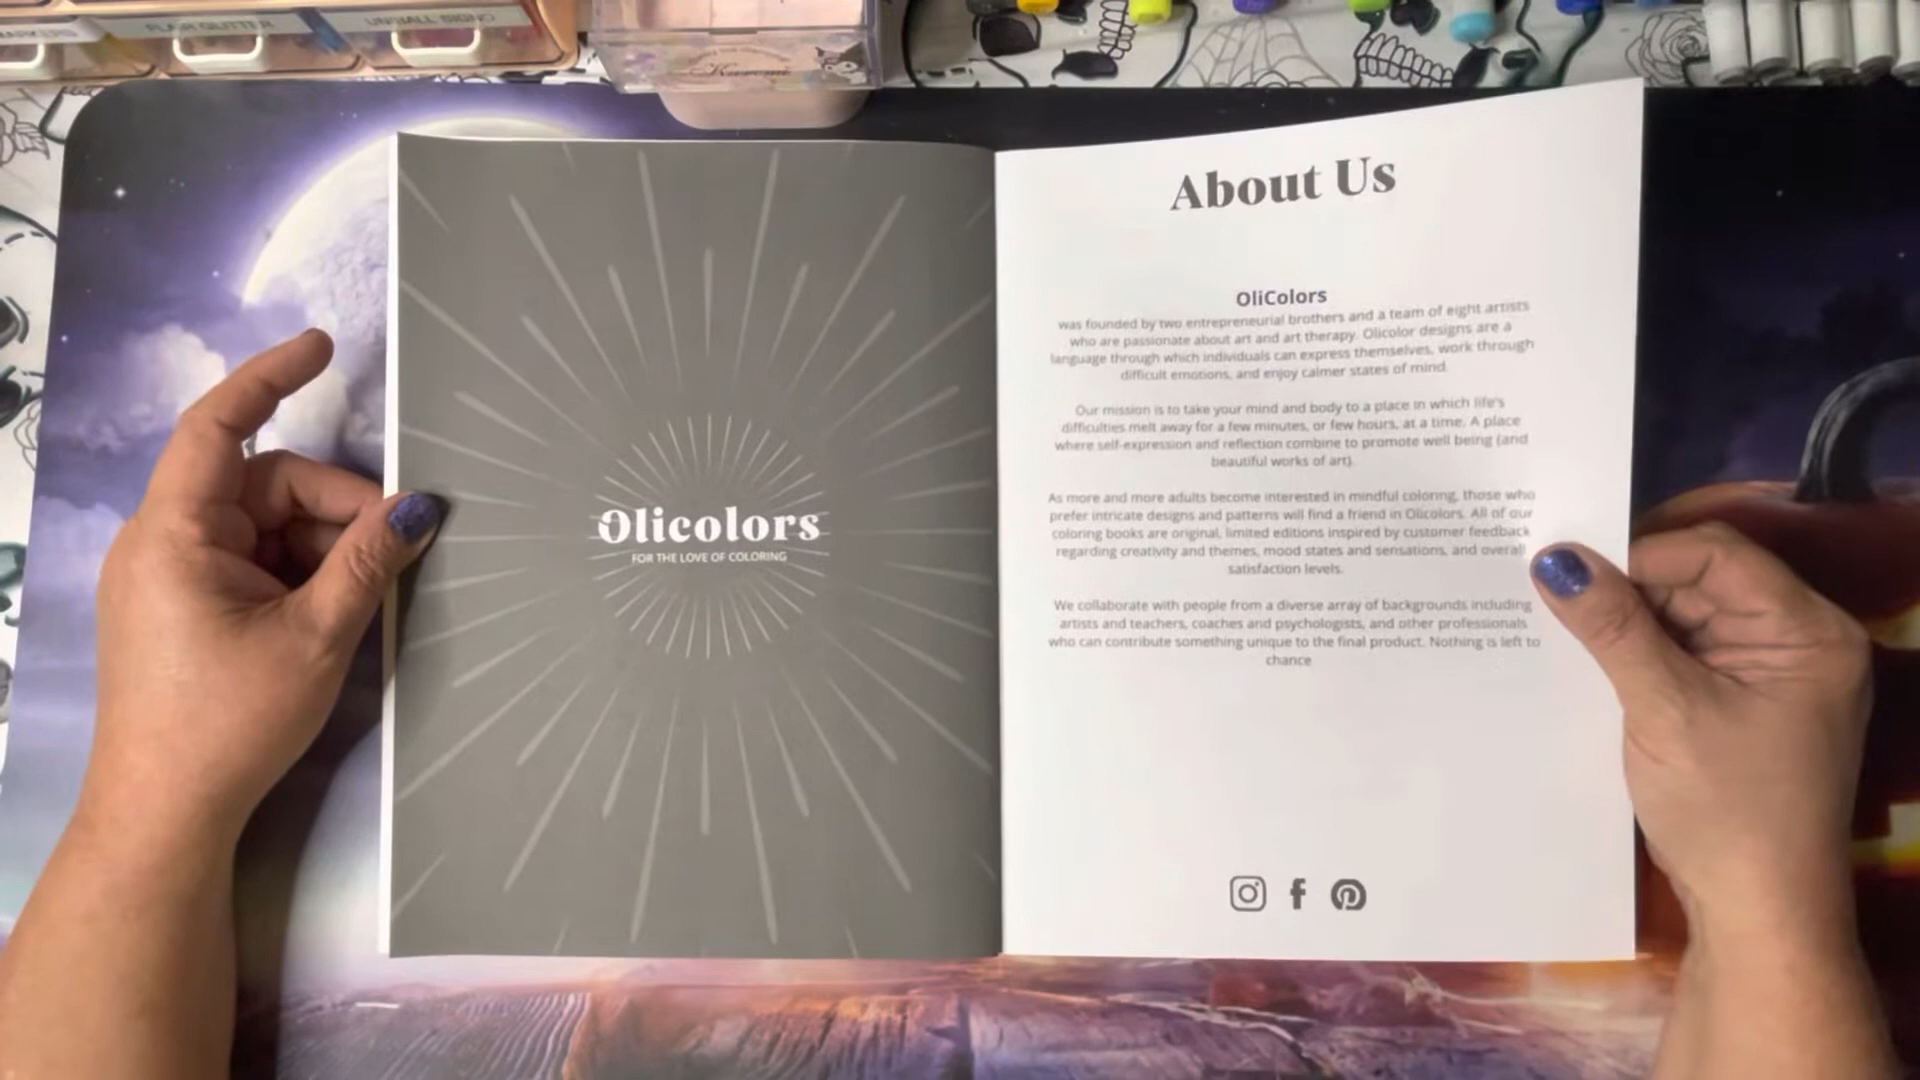 FLAIR GLITTER
Kuromi
Olicolors
FOR THE LOVE OF COLORING
About Us
OliColors
was founded by two entrepreneurial brothers and a team of eight artists
who are passionate about art and art therapy. Olicolor designs are a
language through which individuals can express themselves, work through
difficult emotions, and enjoy calmer states of mind.
Our mission is to take your mind and body to a place in which life's
difficulties melt away for a few minutes, or few hours, at a time. A place
where self-expression and reflection combine to promote well being (and
beautiful works of art).
As more and more adults become interested in mindful coloring, those who
prefer intricate designs and patterns will find a friend in Olicolors. All of our
coloring books are original, limited editions inspired by customer feedback
regarding creativity and themes, mood states and sensations, and overall
satisfaction levels.
We collaborate with people from a diverse array of backgrounds including
artists and teachers, coaches and psychologists, and other professionals
who can contribute something unique to the final product. Nothing is left to
chance